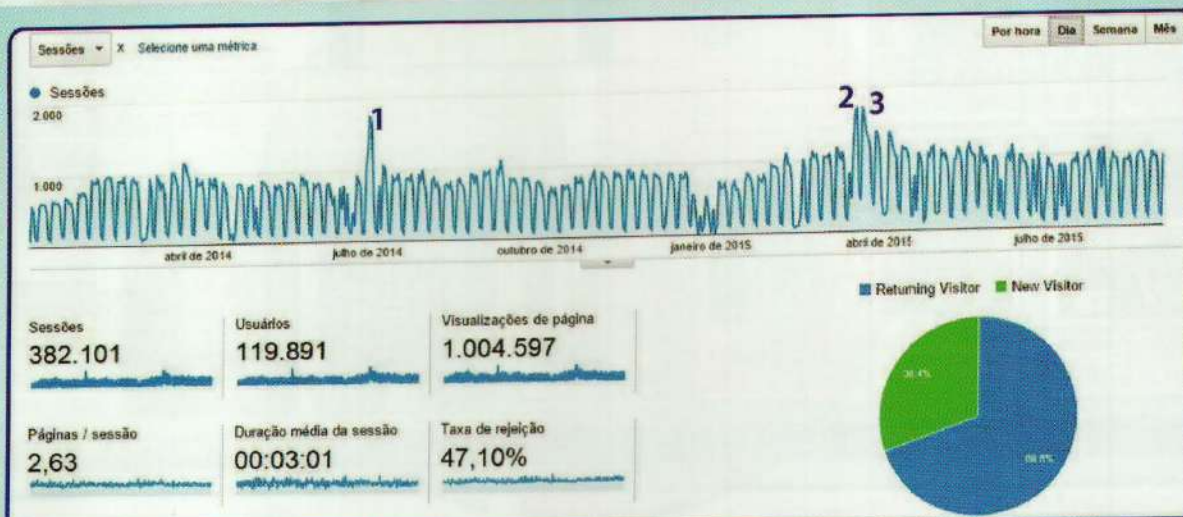 Sessões X Selecione uma métrica
Por hora Dia Semana Mês
Sessões
2.000
1.000
1
2 3
abril de 2014 julho de 2014 outubro de 2014 janeiro de 2015 abril de 2015 julho de 2015
Returning Visitor New Visitor
Sessões
382.101
Usuários
119.891
Visualizações de página
1.004.597
Páginas / sessão
2,63
Duração média da sessão
00:03:01
Taxa de rejeição
47,10%